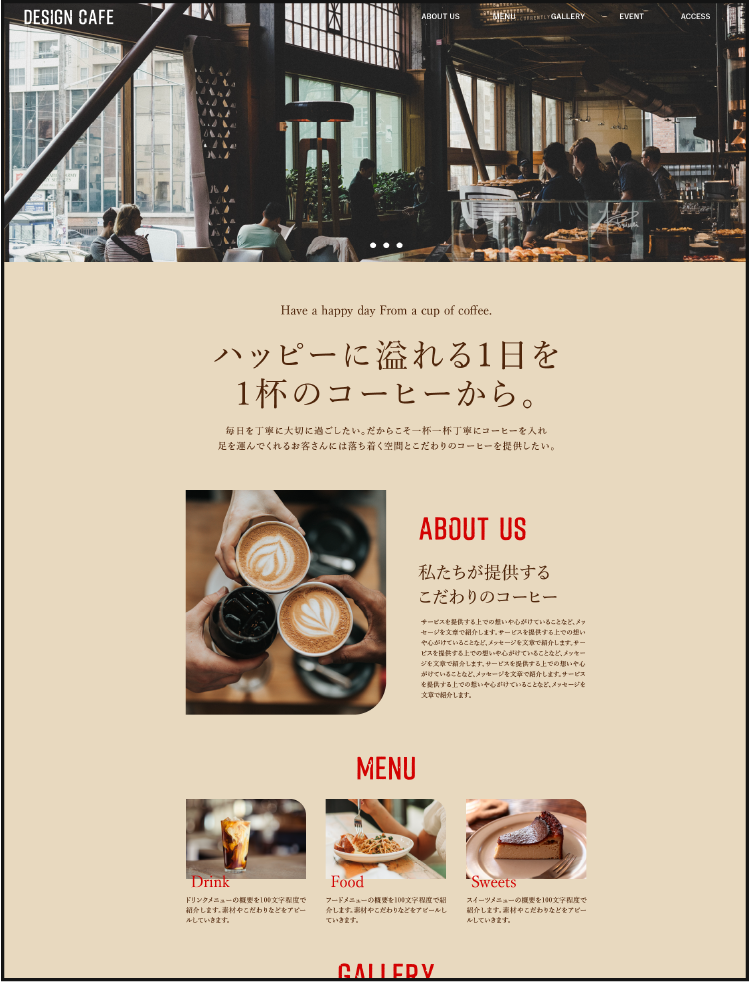 DESIGN CAFE
ABOUT US MENU GALLERY EVENT ACCESS
Have a happy day From a cup of coffee.
ハッピーに溢れる1日を
1杯のコーヒーから。
毎日を丁寧に大切に過ごしたい。だからこそ一杯一杯丁寧にコーヒーを入れ
足を運んでくれるお客さんには落ち着く空間とこだわりのコーヒーを提供したい。
ABOUT US
私たちが提供する
こだわりのコーヒー
サービスを提供する上での想いや心がけていることなど、メッ
セージを文章で紹介します。サービスを提供する上での想い
や心がけていることなど、メッセージを文章で紹介します。サー
ビスを提供する上での想いや心がけていることなど、メッセー
ジを文章で紹介します。サービスを提供する上での想いや心
がけていることなど、メッセージを文章で紹介します。サービス
を提供する上での想いや心がけていることなど、メッセージを
文章で紹介します。
MENU
Drink
ドリンクメニューの概要を100文字程度で
紹介します。素材やこだわりなどをアピー
ルしていきます。
Food
フードメニューの概要を100文字程度で紹
介します。素材やこだわりなどをアピールし
ていきます。
Sweets
スイーツメニューの概要を100文字程度で
紹介します。素材やこだわりなどをアピー
ルしていきます。
GALLERY